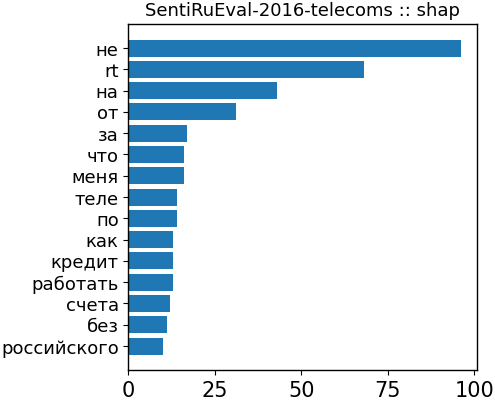 SentiRuEval-2016-telecoms :: shap
не
rt
на
от
за
что
меня
теле
по
как
кредит
работать
счета
без
российского
0 25 50 75 100